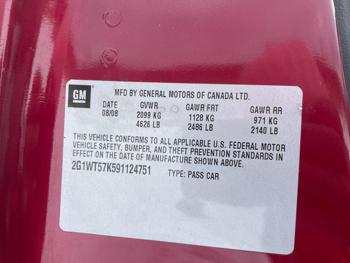 GM
MFD BY GENERAL MOTORS OF CANADA LTD.
DATE GVWR GAWR FRT GAWR RR
08/08 2099 KG 1128 KG 971 KG
4626 LB 2486 LB 2140 LB
THIS VEHICLE CONFORMS TO ALL APPLICABLE U.S. FEDERAL MOTOR
VEHICLE SAFETY, BUMPER, AND THEFT PREVENTION STANDARDS IN
EFFECT ON THE DATE OF MANUFACTURE SHOWN ABOVE.
2G1WT57K591124751 TYPE: PASS CAR